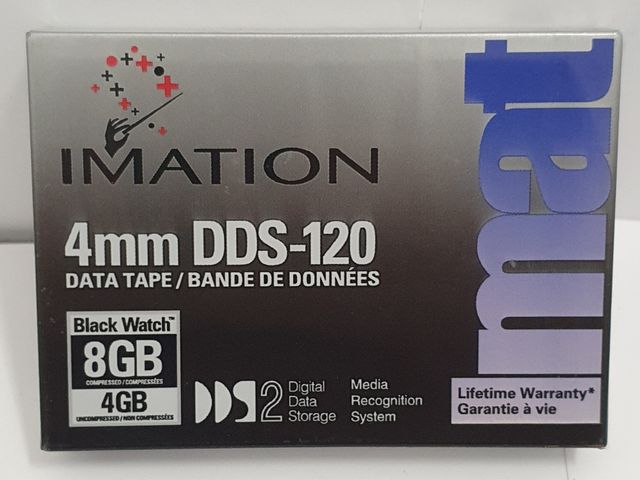 IMATION
4mm DDS-120
DATA TAPE / BANDE DE DONNÉES
Black Watch™
8GB
COMPRESSED / COMPRESSÉES
4GB
UNCOMPRESSED / NON COMPRESSÉES
DDS2
Digital
Data
Storage
Media
Recognition
System
mat
Lifetime Warranty*
Garantie à vie